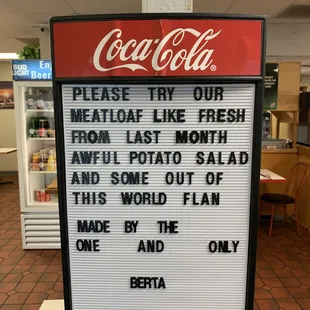 BUD LIGHT
Beer
Coca-Cola
PLEASE TRY OUR
MEATLOAF LIKE FRESH
FROM LAST MONTH
AWFUL POTATO SALAD
AND SOME OUT OF
THIS WORLD FLAN
MADE BY THE
ONE AND ONLY
BERTA